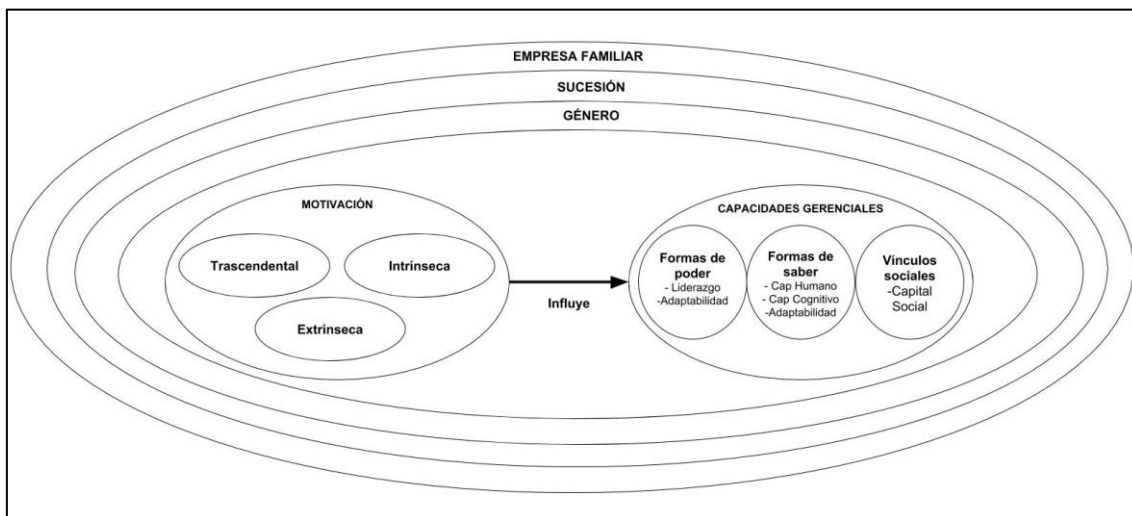 EMPRESA FAMILIAR
SUCESIÓN
GÉNERO
MOTIVACIÓN
Trascendental
Intrínseca
Extrínseca
Influye
CAPACIDADES GERENCIALES
Formas de
poder
- Liderazgo
-Adaptabilidad
Formas de
saber
- Cap Humano
- Cap Cognitivo
-Adaptabilidad
Vínculos
sociales
-Capital
Social